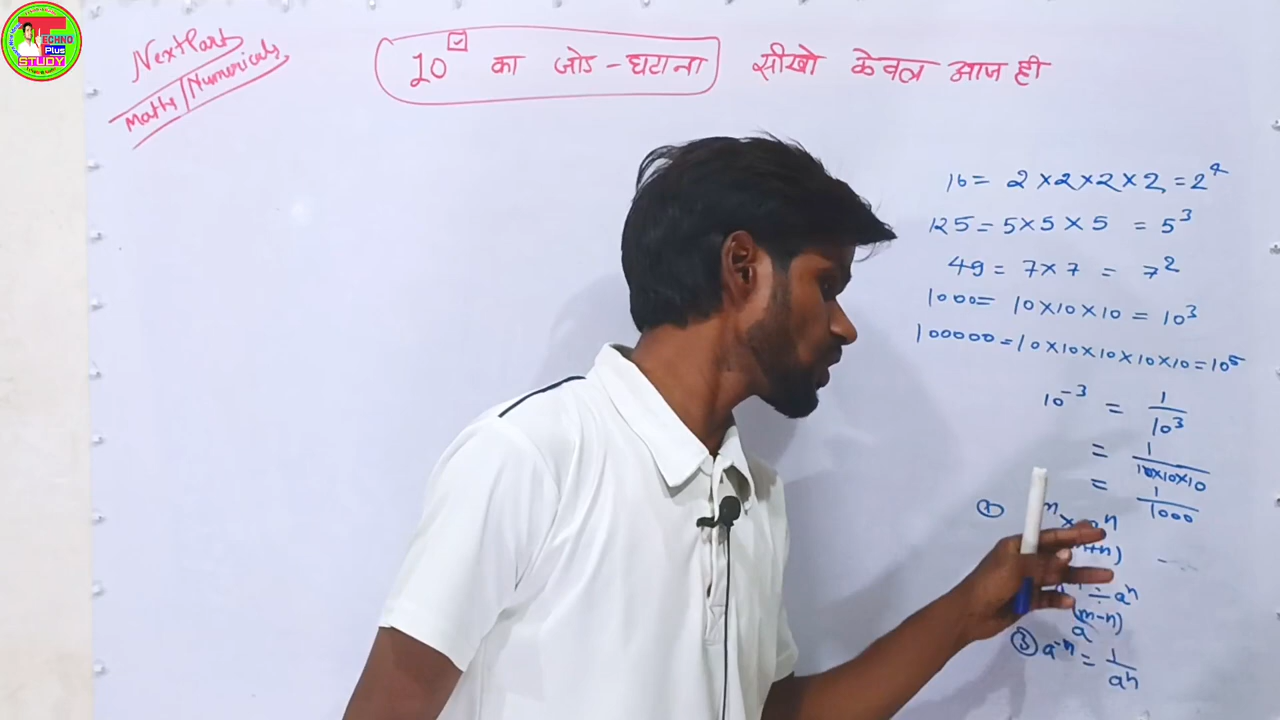 TECHNO
Plus
STUDY
Next Part
Maths/Numericals
10 का जोड-घटाना सीखो केवल आज ही
16= 2×2×2×2=2⁴
125=5×5×5 = 5³
49= 7×7 = 7²
1000= 10×10×10 = 10³
100000=10×10×10×10×10=10⁵
10⁻³ = 1/10³
= 1/10×10×10
= 1/1000
① m × aⁿ
m+n)
÷ aⁿ
a(m-n)
③ a⁻ⁿ = 1/aⁿ